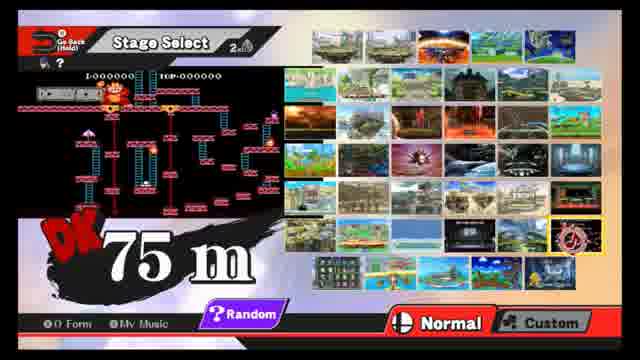 Go Back
(Hold)
Stage Select
2
?
I-000000 TOP-000000
DK
75 m
Ω Form
My Music
Random
Normal
Custom